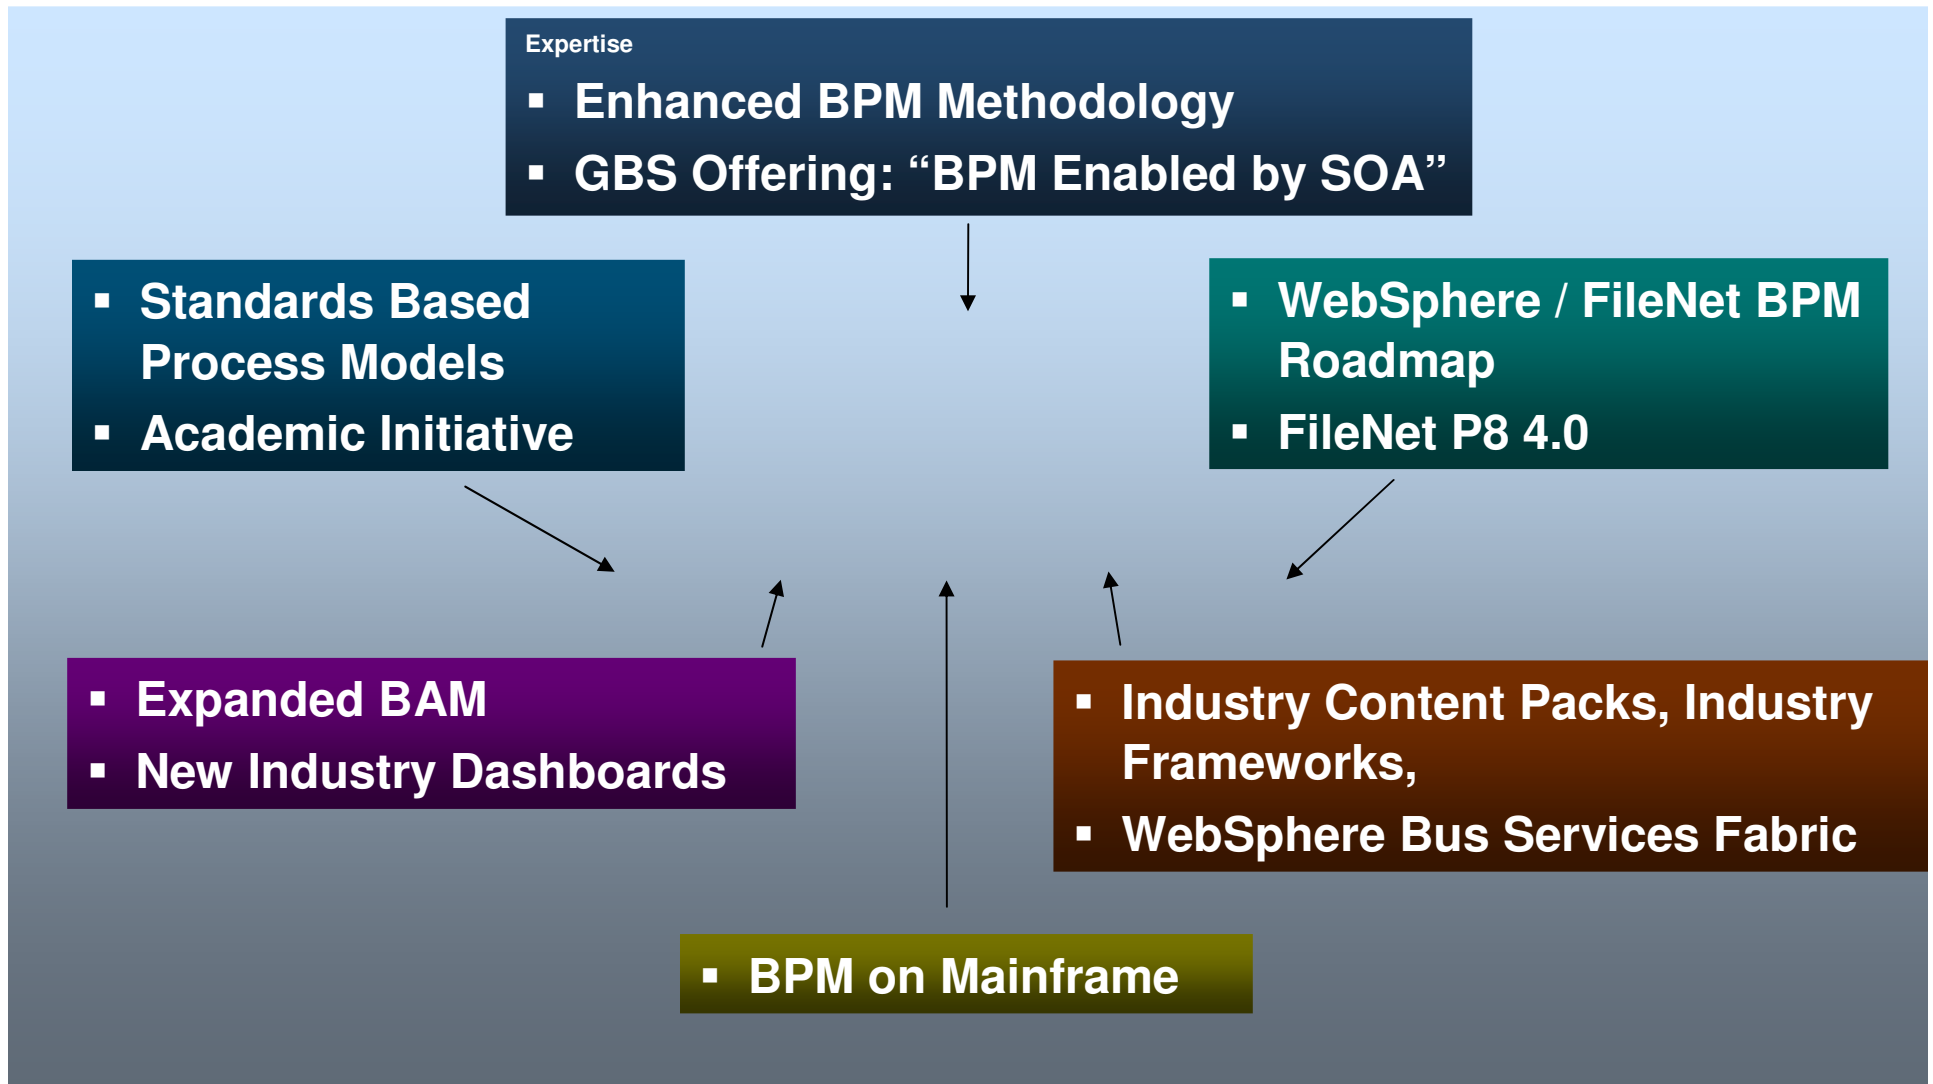 Expertise
▪ Enhanced BPM Methodology
▪ GBS Offering: “BPM Enabled by SOA”
▪ Standards Based
Process Models
▪ Academic Initiative
▪ WebSphere / FileNet BPM
Roadmap
▪ FileNet P8 4.0
▪ Expanded BAM
▪ New Industry Dashboards
▪ Industry Content Packs, Industry
Frameworks,
▪ WebSphere Bus Services Fabric
▪ BPM on Mainframe